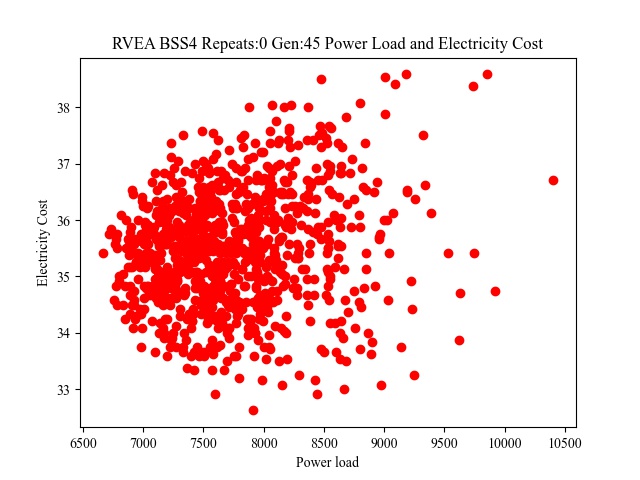 RVEA BSS4 Repeats:0 Gen:45 Power Load and Electricity Cost
38
37
36
35
34
33
Electricity Cost
6500 7000 7500 8000 8500 9000 9500 10000 10500
Power load